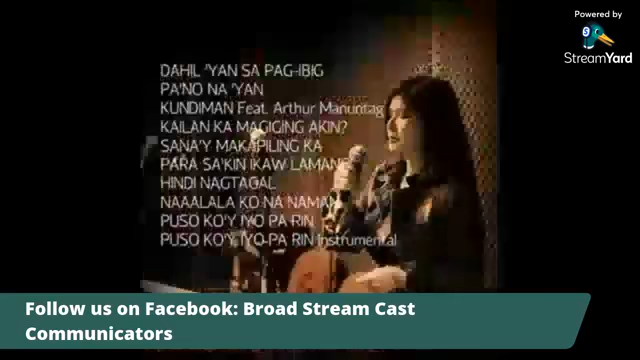 Powered by
StreamYard
DAHIL 'YAN SA PAG-IBIG
PA'NO NA 'YAN
KUNDIMAN Feat. Arthur Manuntag
KAILAN KA MAGIGING AKIN?
SANA'Y MAKAPILING KA
PARA SA'KIN IKAW LAMANG
HINDI NAGTAGAL
NAAALALA KO NA NAMAN
PUSO KO'Y IYO PA RIN
PUSO KO'Y IYO PA RIN Instrumental
Follow us on Facebook: Broad Stream Cast
Communicators